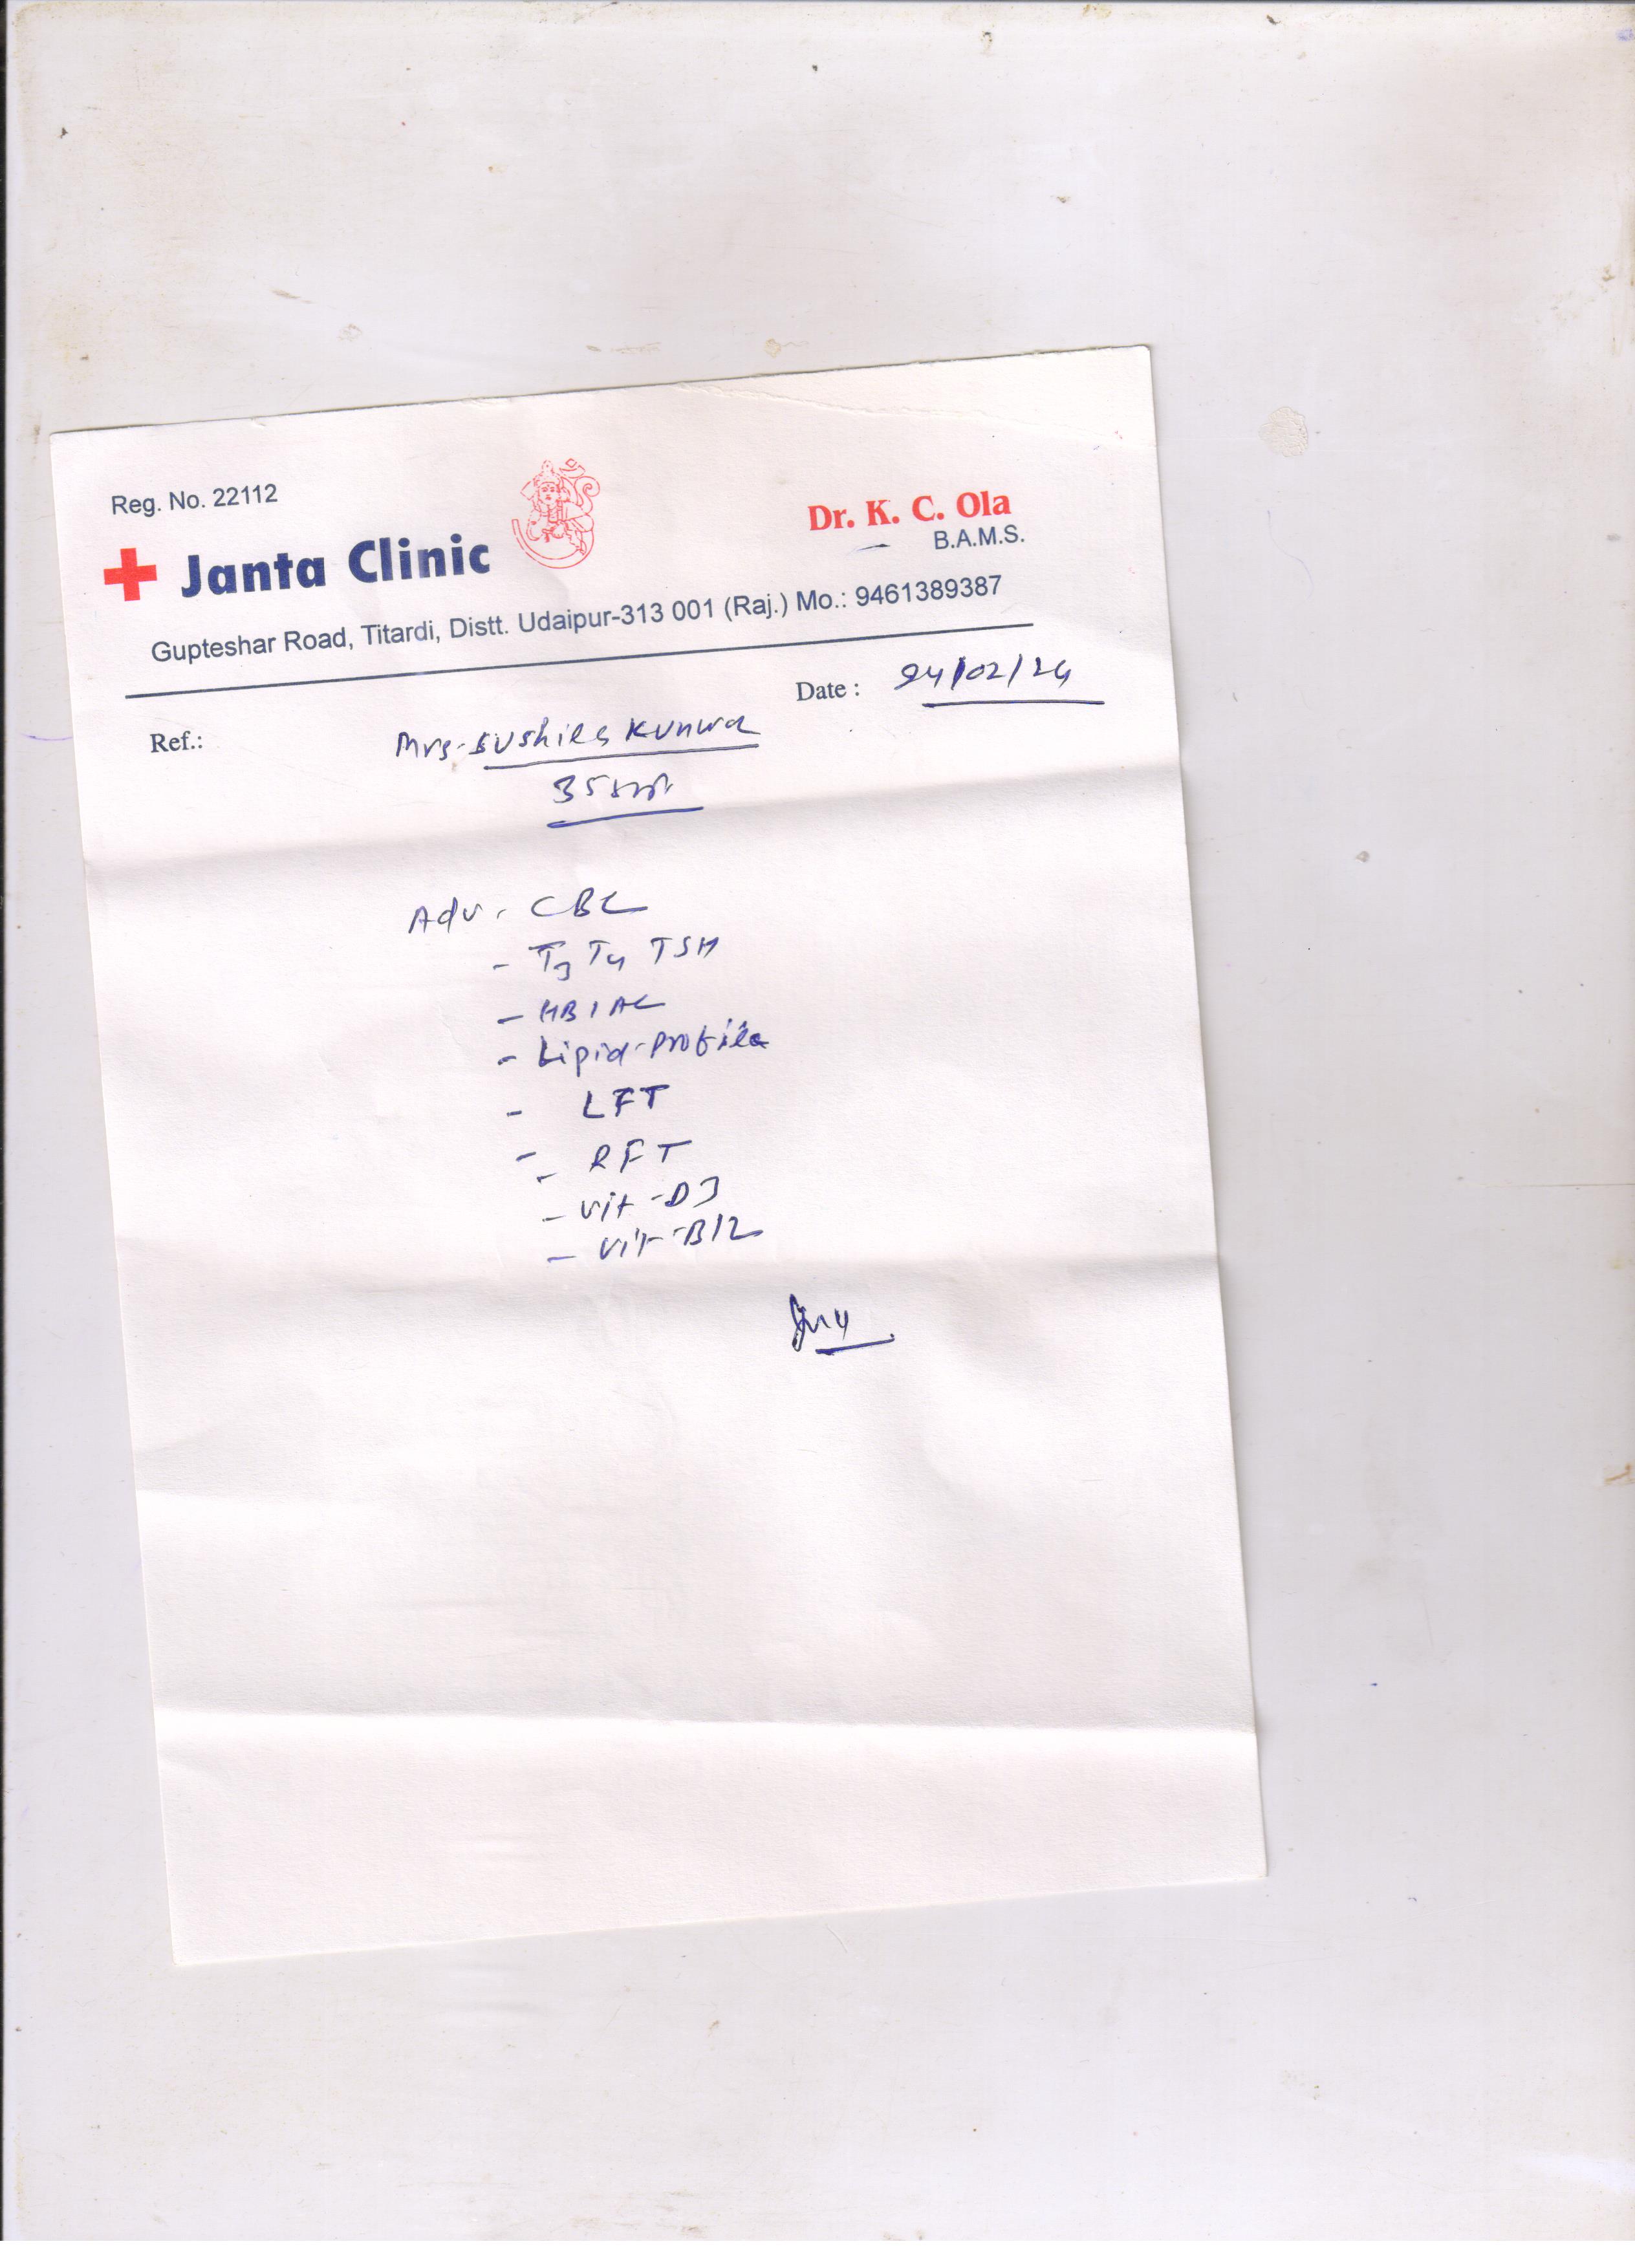 Reg. No. 22112
Janta Clinic
Dr. K. C. Ola
B.A.M.S.
Gupteshar Road, Titardi, Distt. Udaipur-313 001 (Raj.) Mo.: 9461389387
Date : 24/02/24
Ref.: Mrs. Sushila Kunwar
35
Adv. CBC
- T3 T4 TSH
- HB1AC
- Lipid-Profile
- LFT
- RFT
- Vit-D3
- Vit-B12